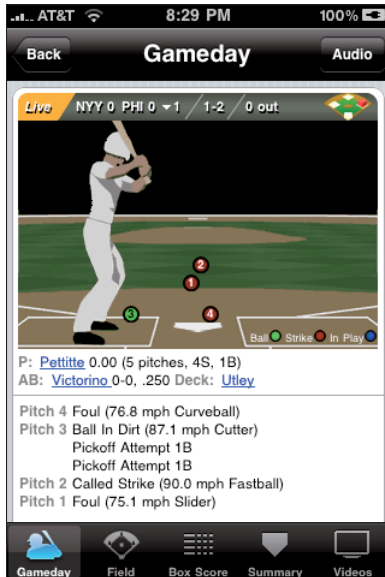 AT&T 8:29 PM 100%
Back Gameday Audio
Live NYY 0 PHI 0 ▾1 1-2 0 out
2
1
3 4
Ball Strike In Play
P: Pettitte 0.00 (5 pitches, 4S, 1B)
AB: Victorino 0-0, .250 Deck: Utley
Pitch 4 Foul (76.8 mph Curveball)
Pitch 3 Ball In Dirt (87.1 mph Cutter)
Pickoff Attempt 1B
Pickoff Attempt 1B
Pitch 2 Called Strike (90.0 mph Fastball)
Pitch 1 Foul (75.1 mph Slider)
Gameday Field Box Score Summary Videos